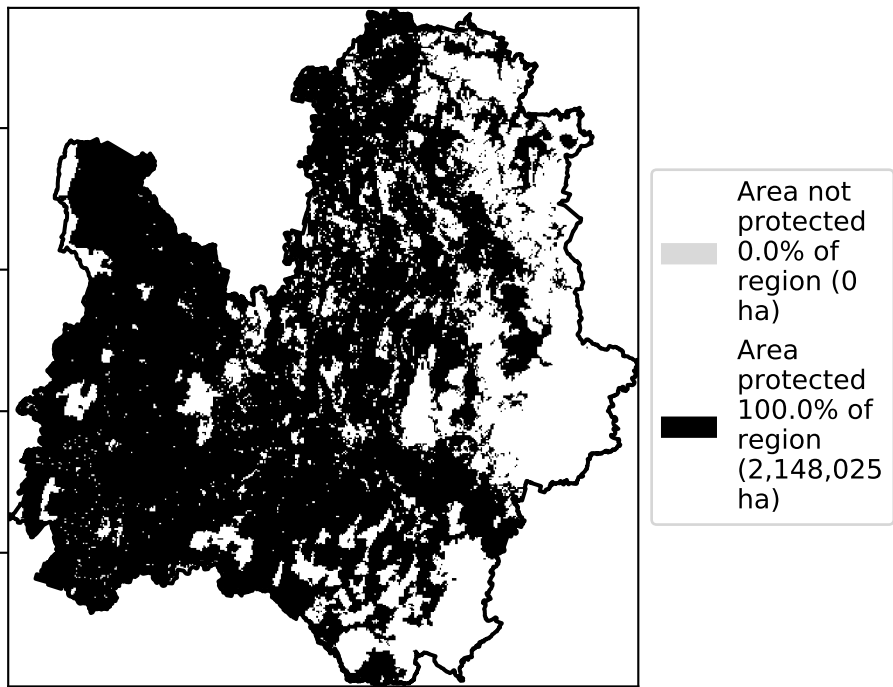 Area not
protected
0.0% of
region (0
ha)
Area
protected
100.0% of
region
(2,148,025
ha)